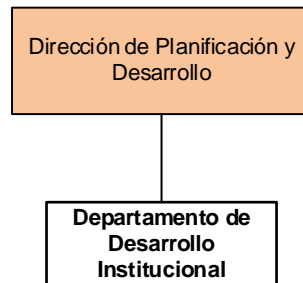 Dirección de Planificación y
Desarrollo
Departamento de
Desarrollo
Institucional